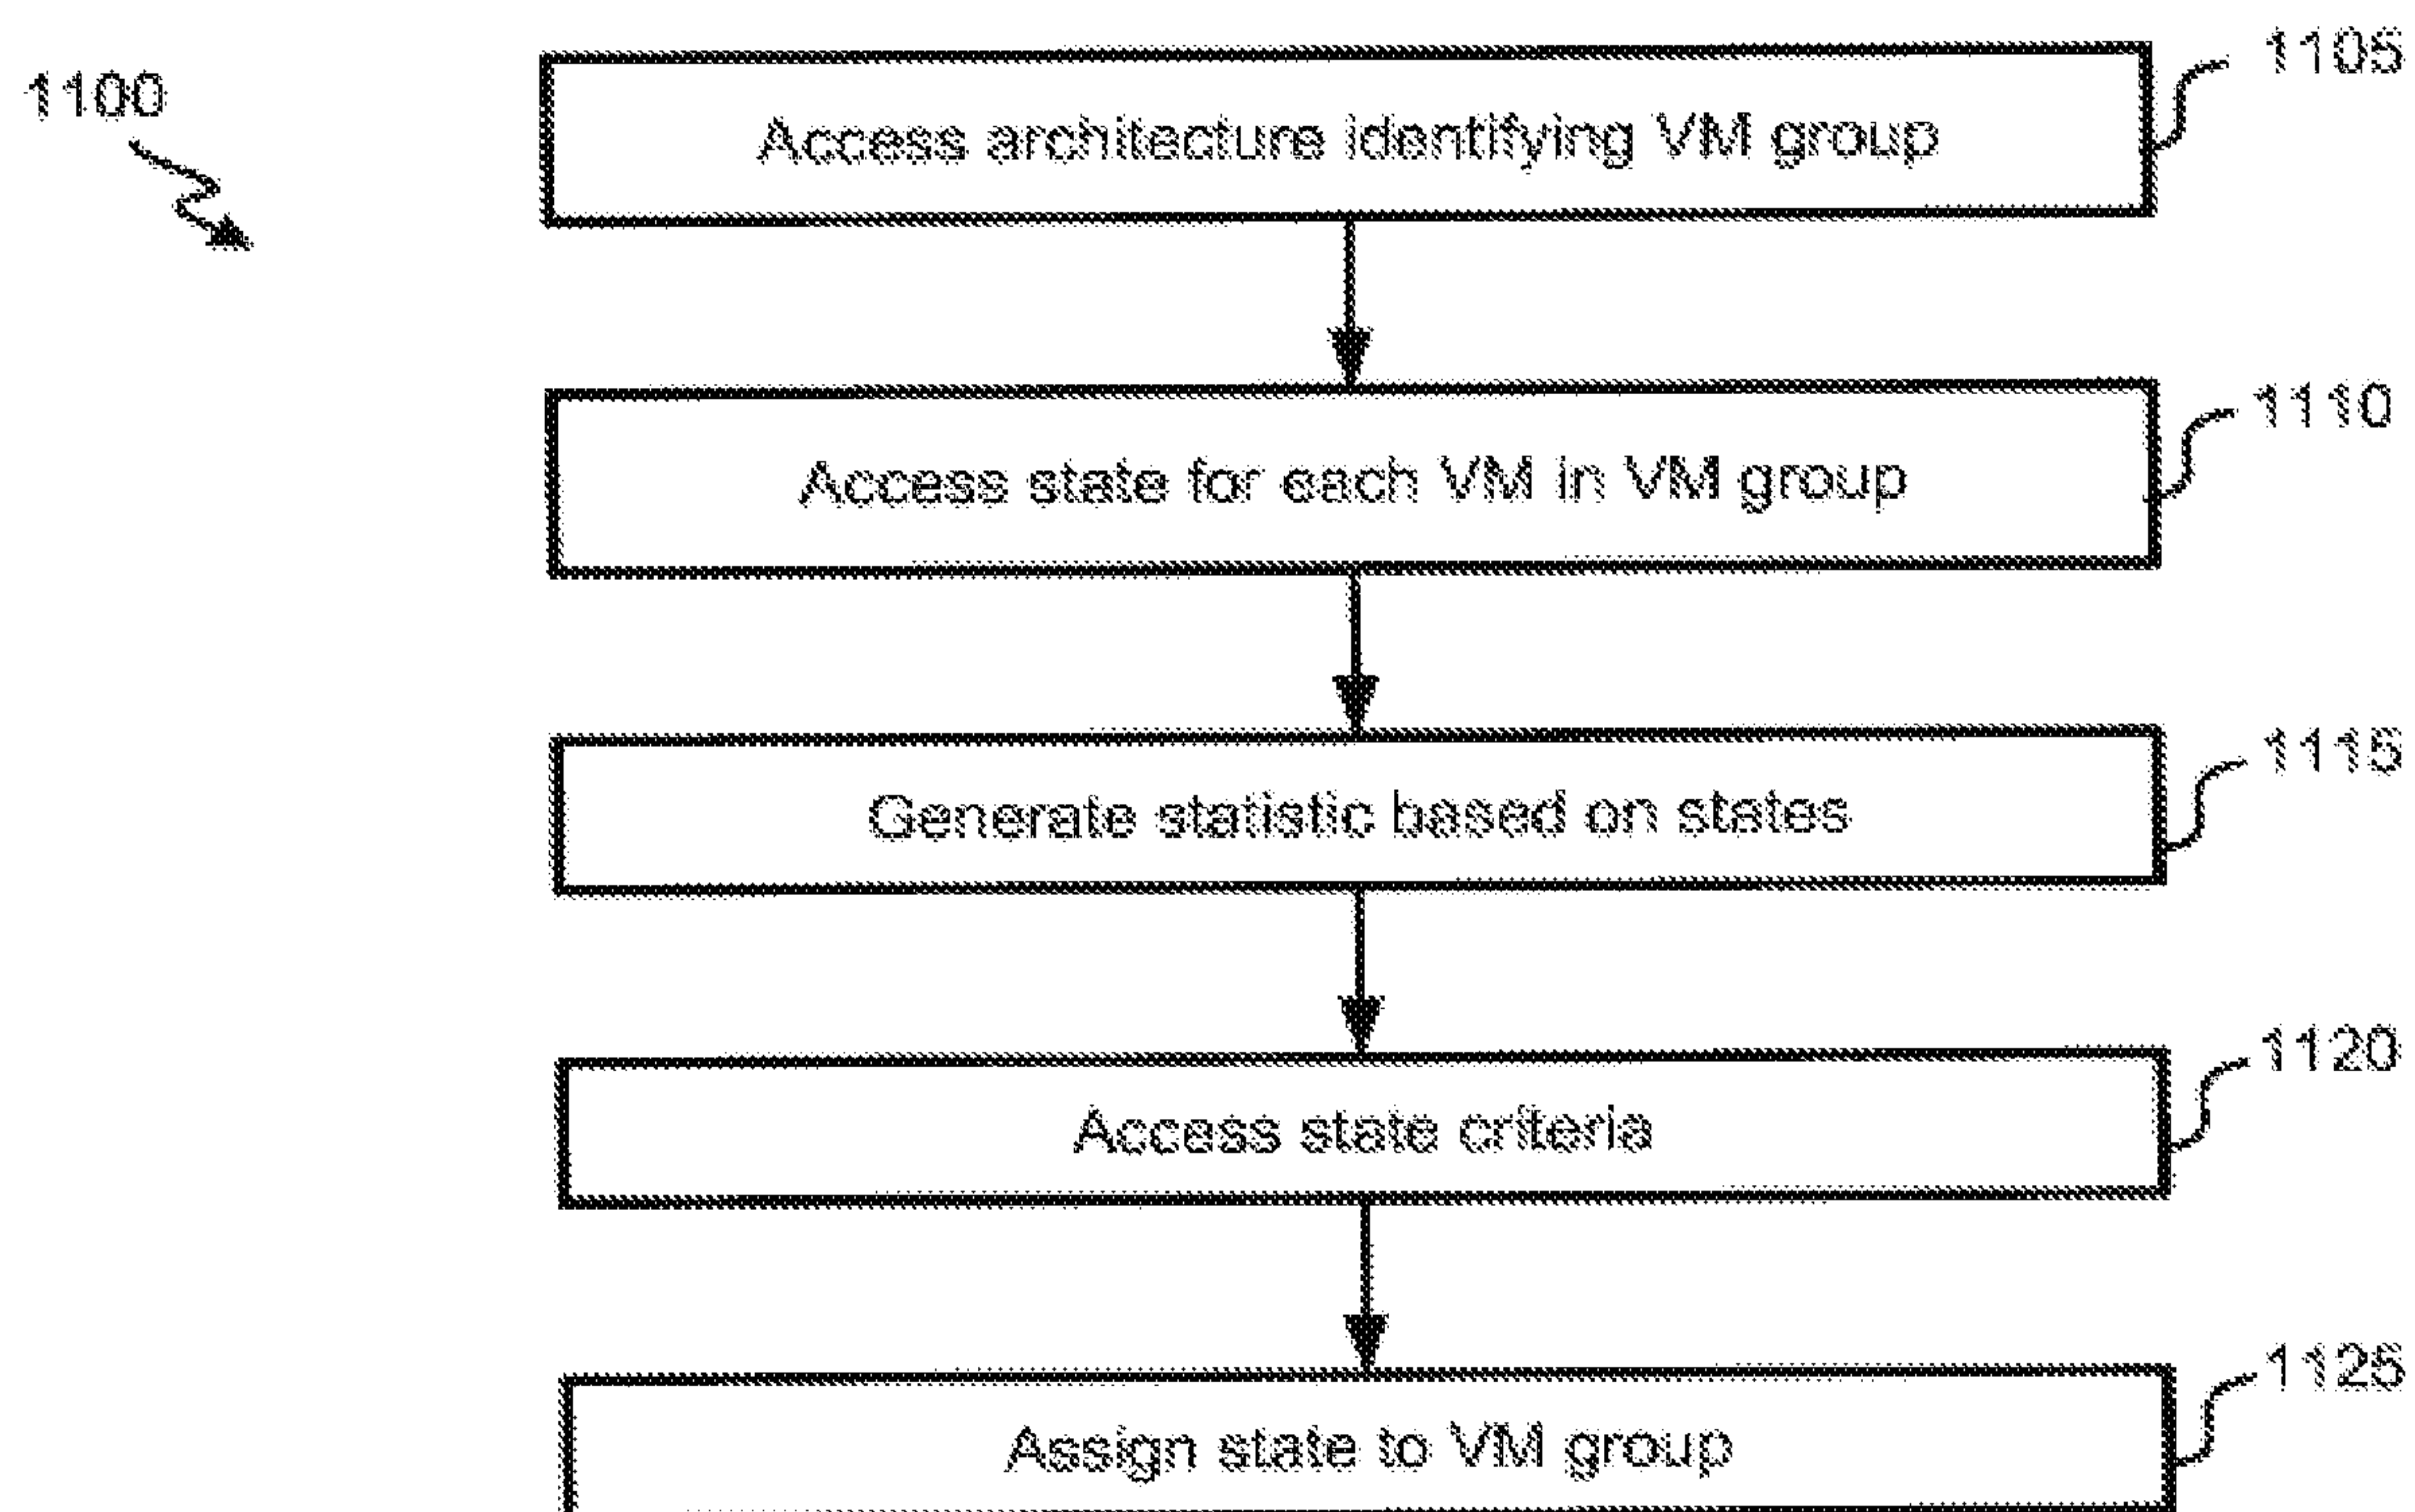 1100
1105
Access architecture identifying VM group
1110
Access state for each VM in VM group
1115
Generate statistic based on states
1120
Access state criteria
1125
Assign state to VM group